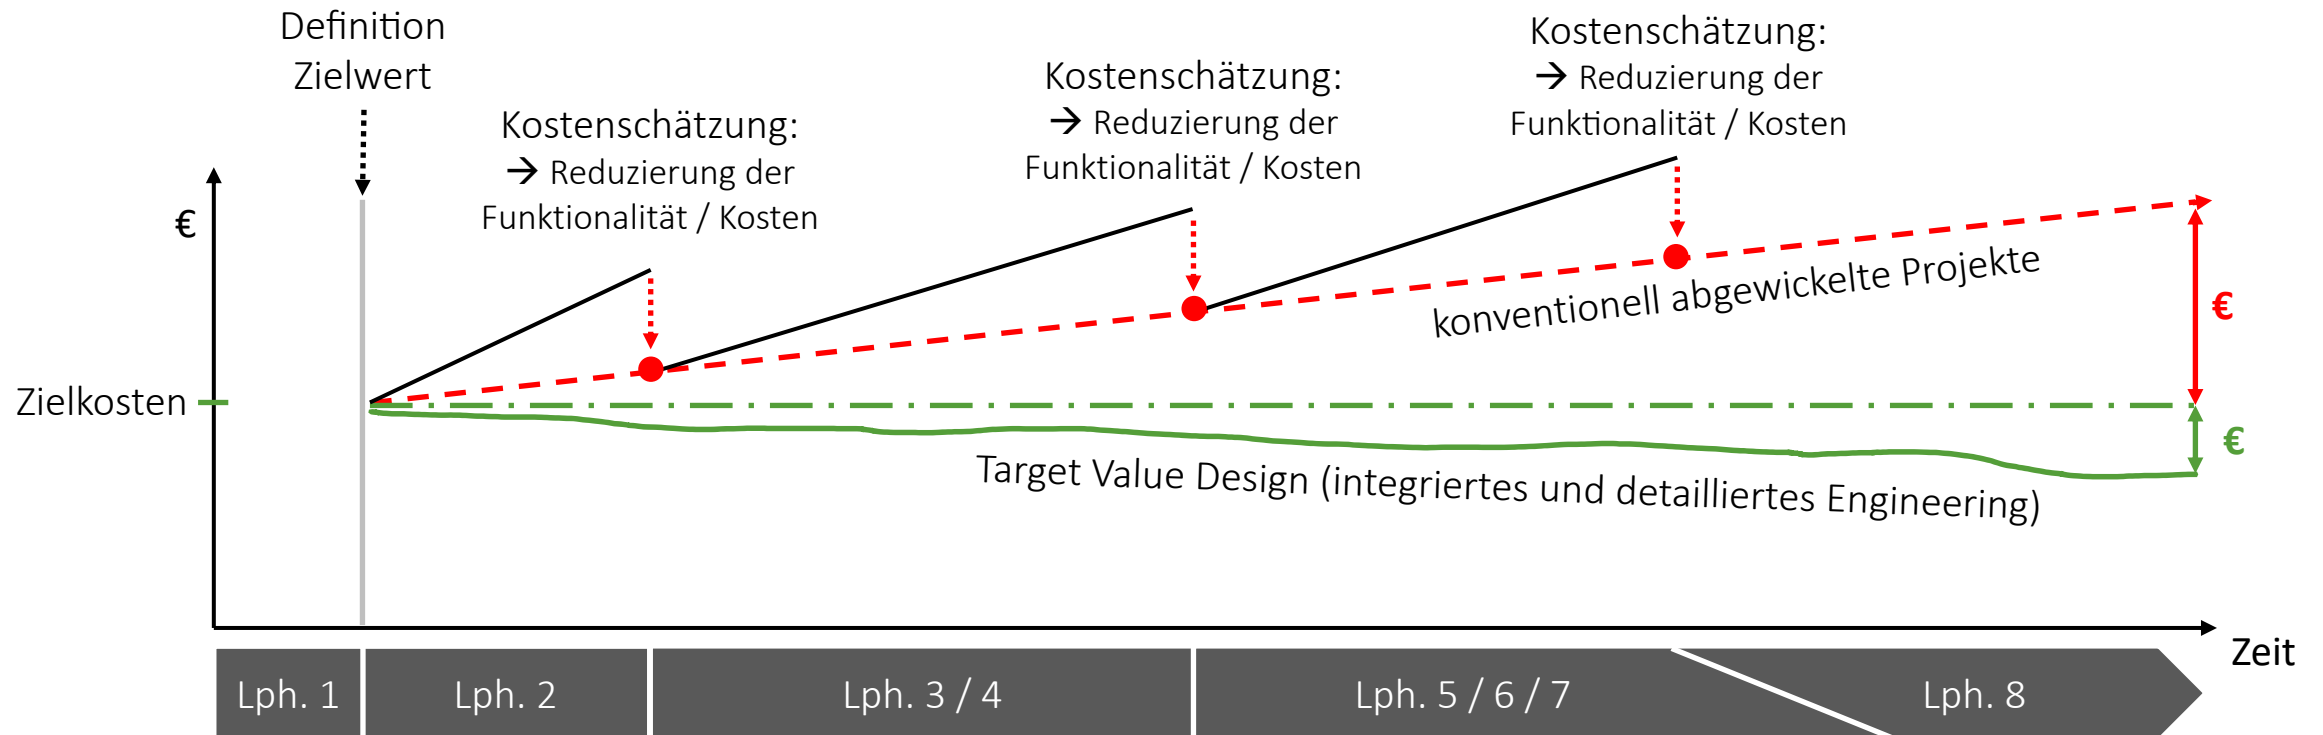 Definition
Zielwert
Kostenschätzung:
→ Reduzierung der
Funktionalität / Kosten
Kostenschätzung:
→ Reduzierung der
Funktionalität / Kosten
Kostenschätzung:
→ Reduzierung der
Funktionalität / Kosten
€
konventionell abgewickelte Projekte
€
Zielkosten
€
Target Value Design (integriertes und detailliertes Engineering)
Zeit
Lph. 1
Lph. 2
Lph. 3 / 4
Lph. 5 / 6 / 7
Lph. 8